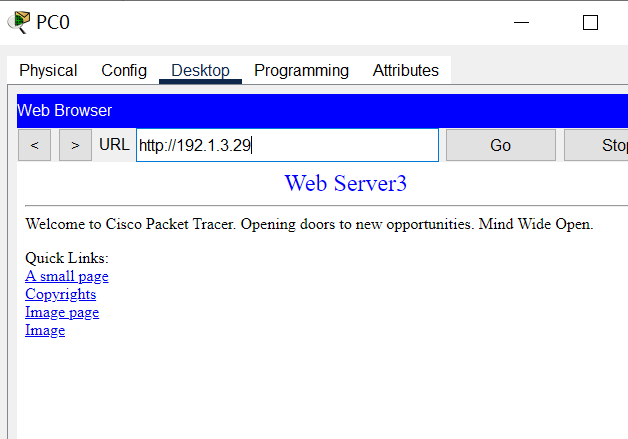 PC0
Physical Config Desktop Programming Attributes
Web Browser
< > URL http://192.1.3.29 Go Stop
Web Server3
Welcome to Cisco Packet Tracer. Opening doors to new opportunities. Mind Wide Open.
Quick Links:
A small page
Copyrights
Image page
Image